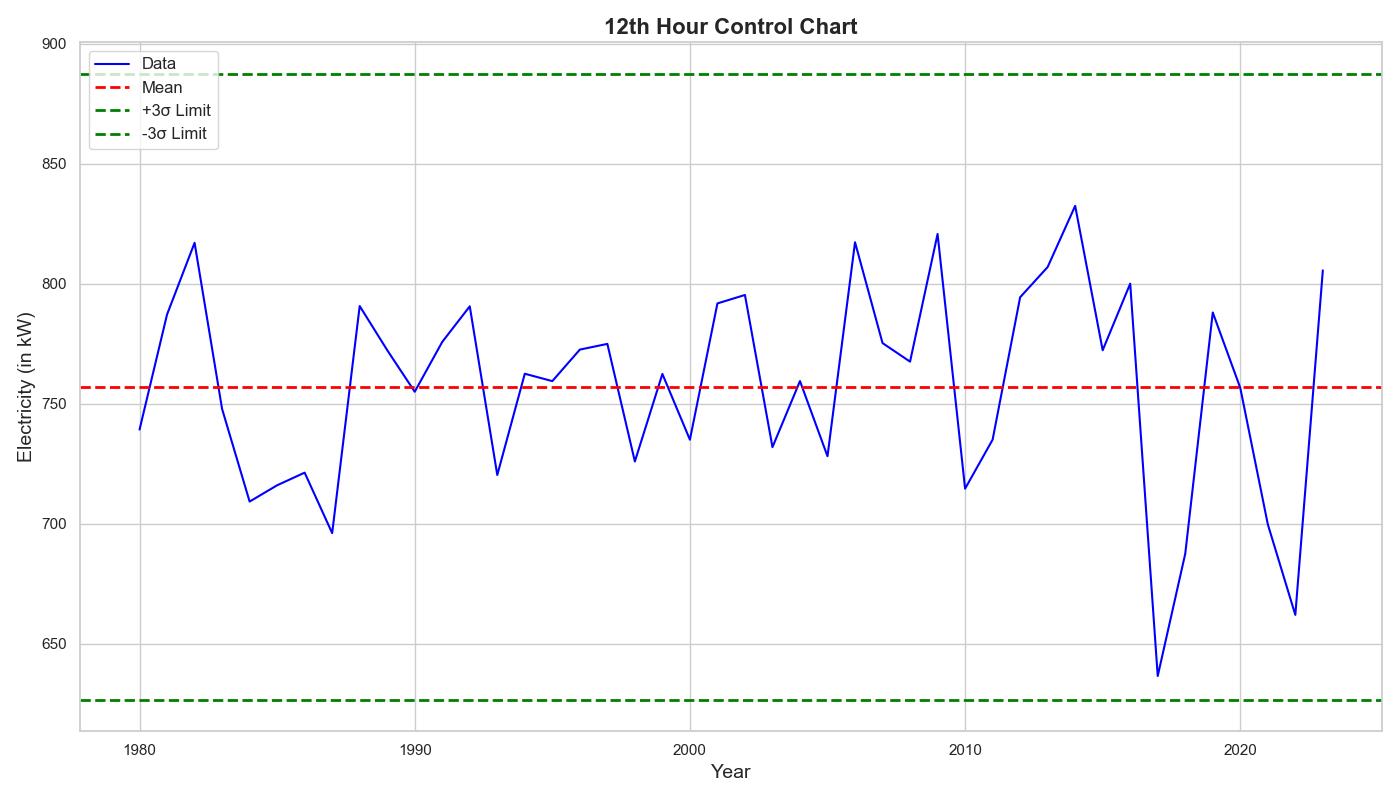 12th Hour Control Chart
Data
Mean
+3σ Limit
-3σ Limit
Electricity (in kW)
900
850
800
750
700
650
1980 1990 2000 2010 2020
Year